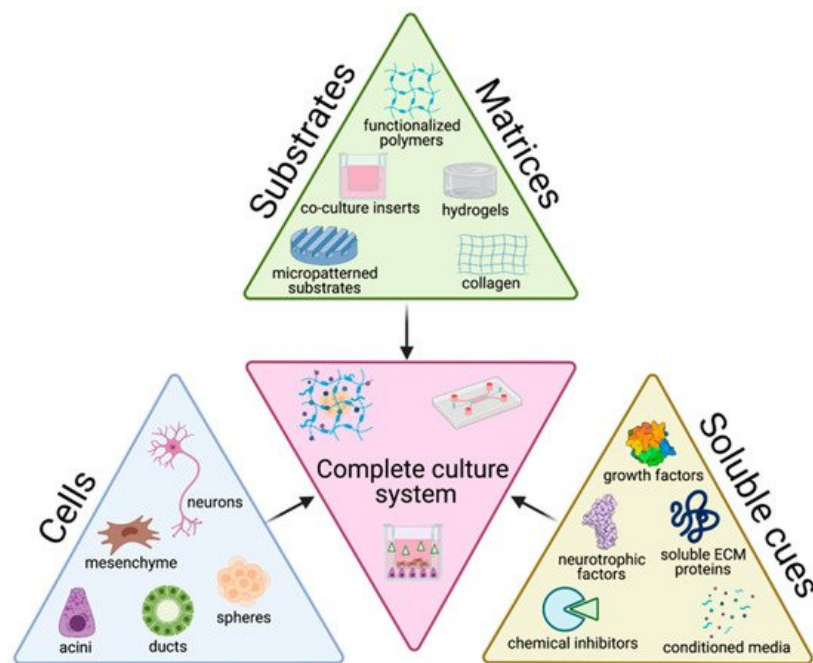 Substrates
Matrices
functionalized
polymers
co-culture inserts
hydrogels
micropatterned
substrates
collagen
Cells
neurons
mesenchyme
spheres
acini
ducts
Complete culture
system
Soluble cues
growth factors
neurotrophic
factors
soluble ECM
proteins
chemical inhibitors
conditioned media